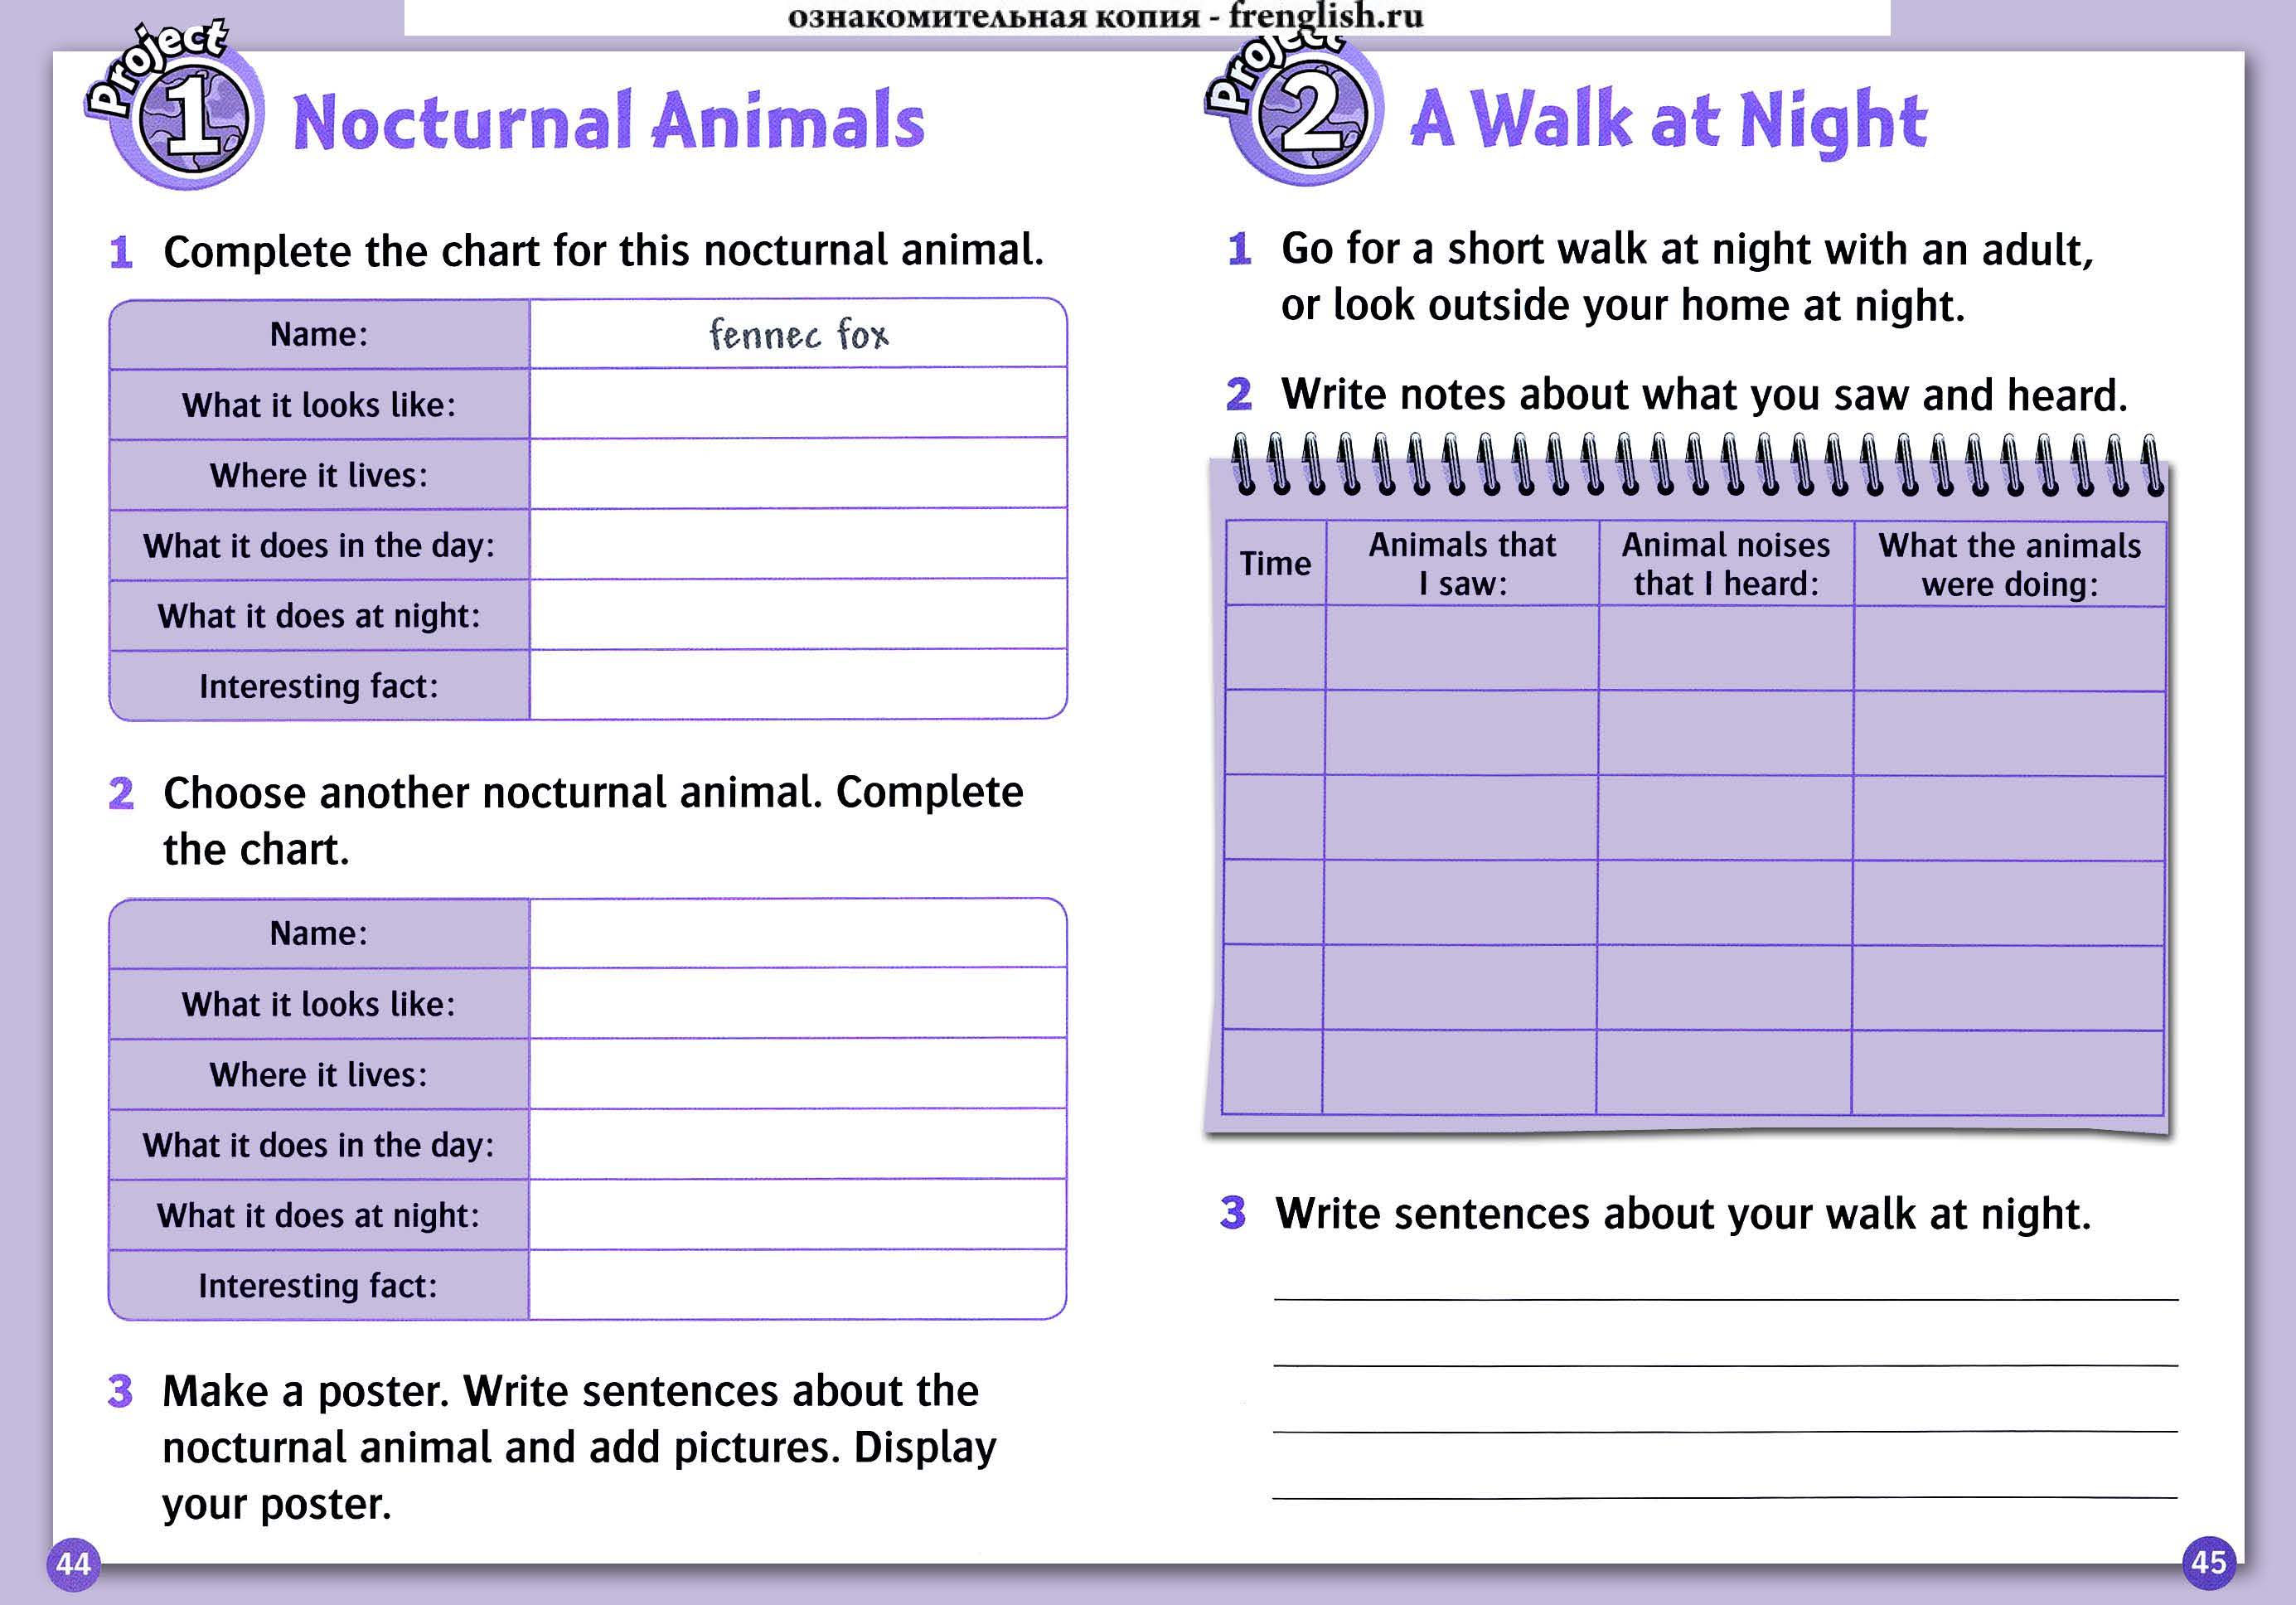 ознакомительная копия - frenglish.ru
Project
1
Nocturnal Animals
1 Complete the chart for this nocturnal animal.
Name: fennec fox
What it looks like:
Where it lives:
What it does in the day:
What it does at night:
Interesting fact:
2 Choose another nocturnal animal. Complete
the chart.
Name:
What it looks like:
Where it lives:
What it does in the day:
What it does at night:
Interesting fact:
3 Make a poster. Write sentences about the
nocturnal animal and add pictures. Display
your poster.
44
Project
2
A Walk at Night
1 Go for a short walk at night with an adult,
or look outside your home at night.
2 Write notes about what you saw and heard.
Time
Animals that
I saw:
Animal noises
that I heard:
What the animals
were doing:
3 Write sentences about your walk at night.
45